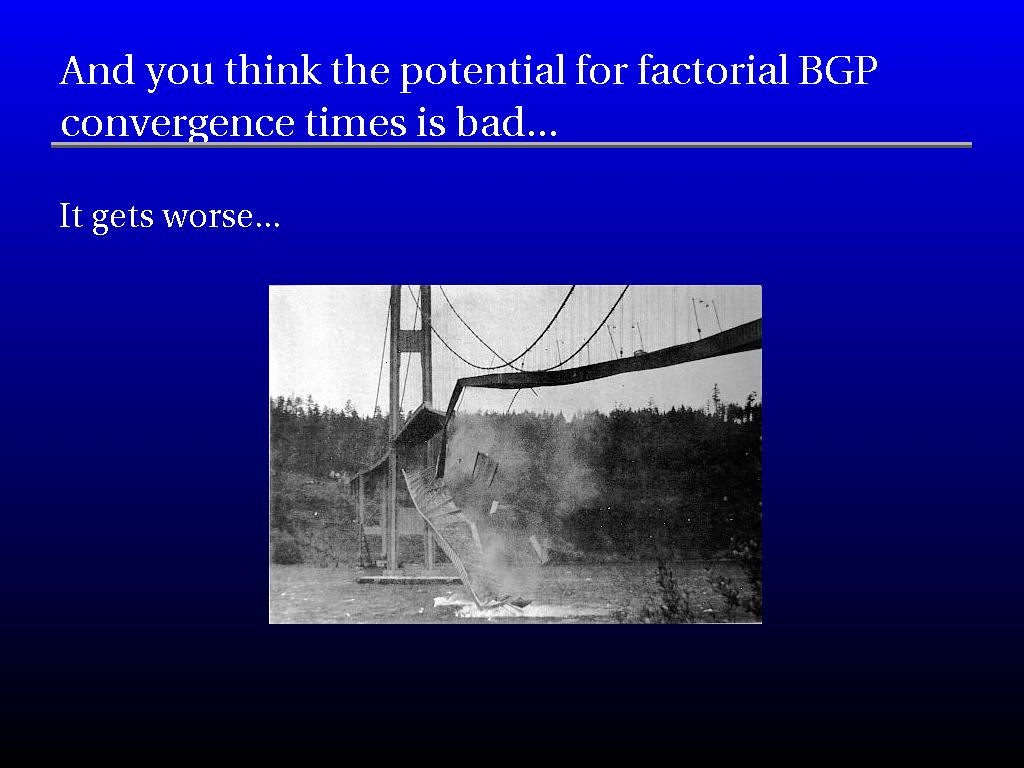 And you think the potential for factorial BGP
convergence times is bad...
It gets worse...